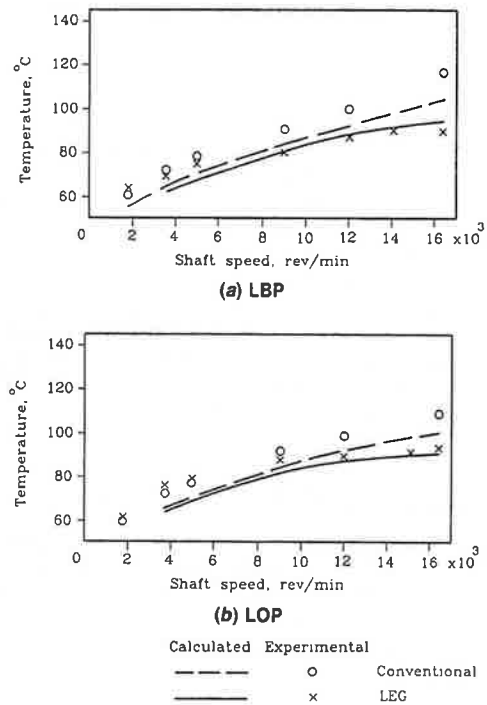 140
120
100
80
60
Temperature, °C
0 2 4 6 8 10 12 14 16 x10³
Shaft speed, rev/min
(a) LBP
140
120
100
80
60
Temperature, °C
0 2 4 6 8 10 12 14 16 x10³
Shaft speed, rev/min
(b) LOP
Calculated Experimental
Conventional
LEG